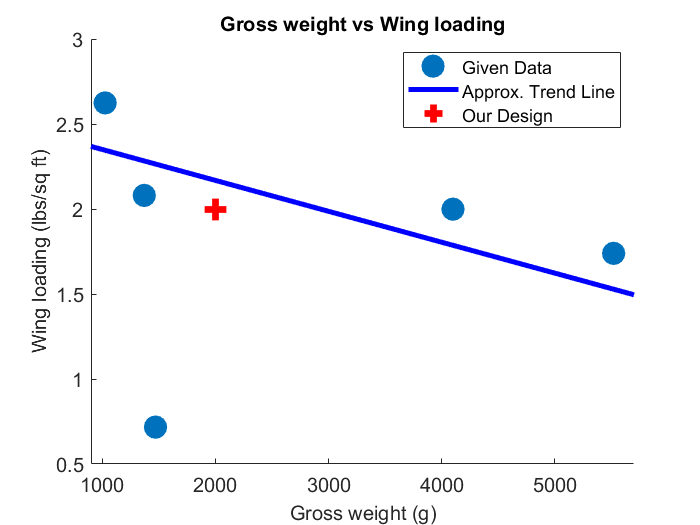 Gross weight vs Wing loading
3
2.5
2
1.5
1
0.5
Wing loading (lbs/sq ft)
Given Data
Approx. Trend Line
Our Design
1000 2000 3000 4000 5000
Gross weight (g)